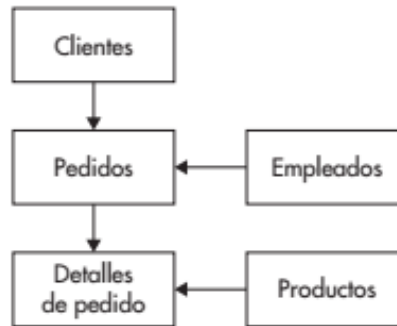 Clientes
Pedidos
Empleados
Detalles
de pedido
Productos